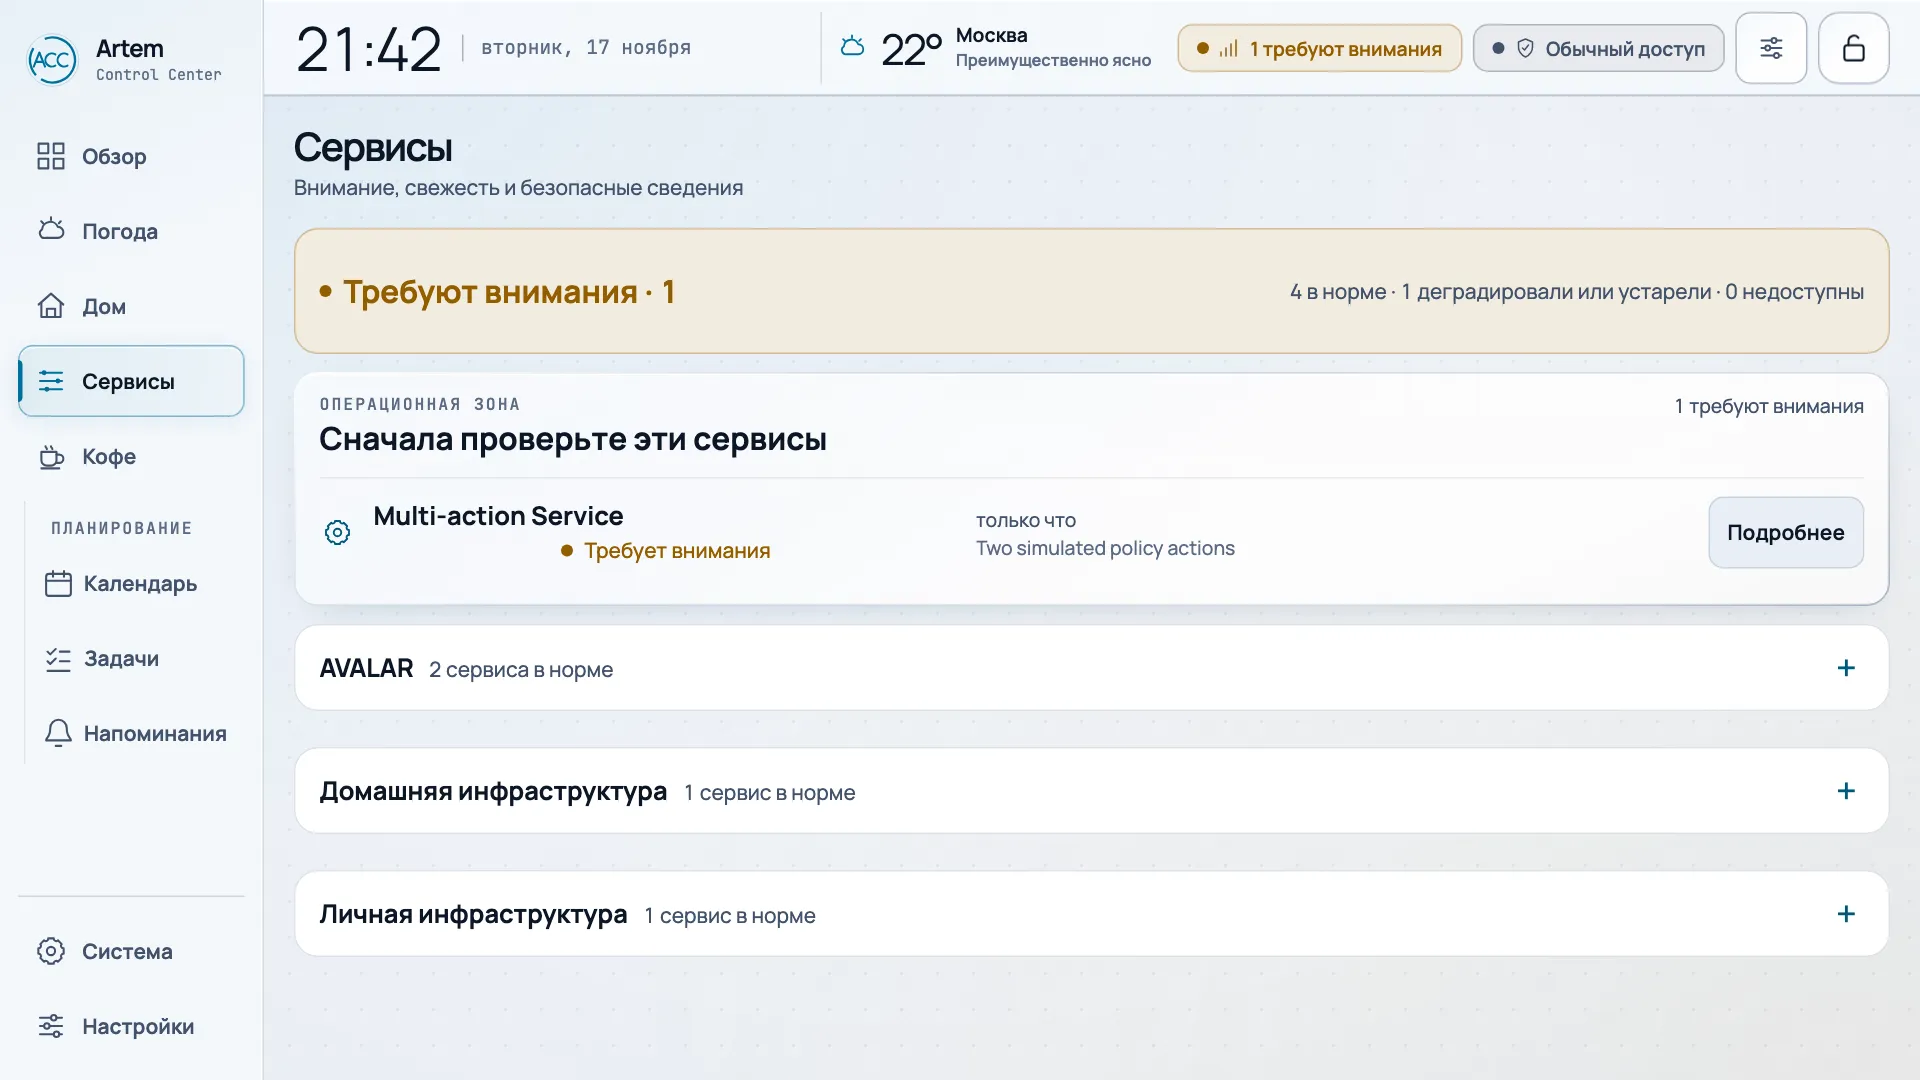 ACC
Artem
Control Center
Обзор
Погода
Дом
Сервисы
Кофе
ПЛАНИРОВАНИЕ
Календарь
Задачи
Напоминания
Система
Настройки
21:42
вторник, 17 ноября
22°
Москва
Преимущественно ясно
1 требуют внимания
Обычный доступ
Сервисы
Внимание, свежесть и безопасные сведения
• Требуют внимания · 1
4 в норме · 1 деградировали или устарели · 0 недоступны
ОПЕРАЦИОННАЯ ЗОНА
1 требуют внимания
Сначала проверьте эти сервисы
Multi-action Service
• Требует внимания
только что
Two simulated policy actions
Подробнее
AVALAR 2 сервиса в норме +
Домашняя инфраструктура 1 сервис в норме +
Личная инфраструктура 1 сервис в норме +